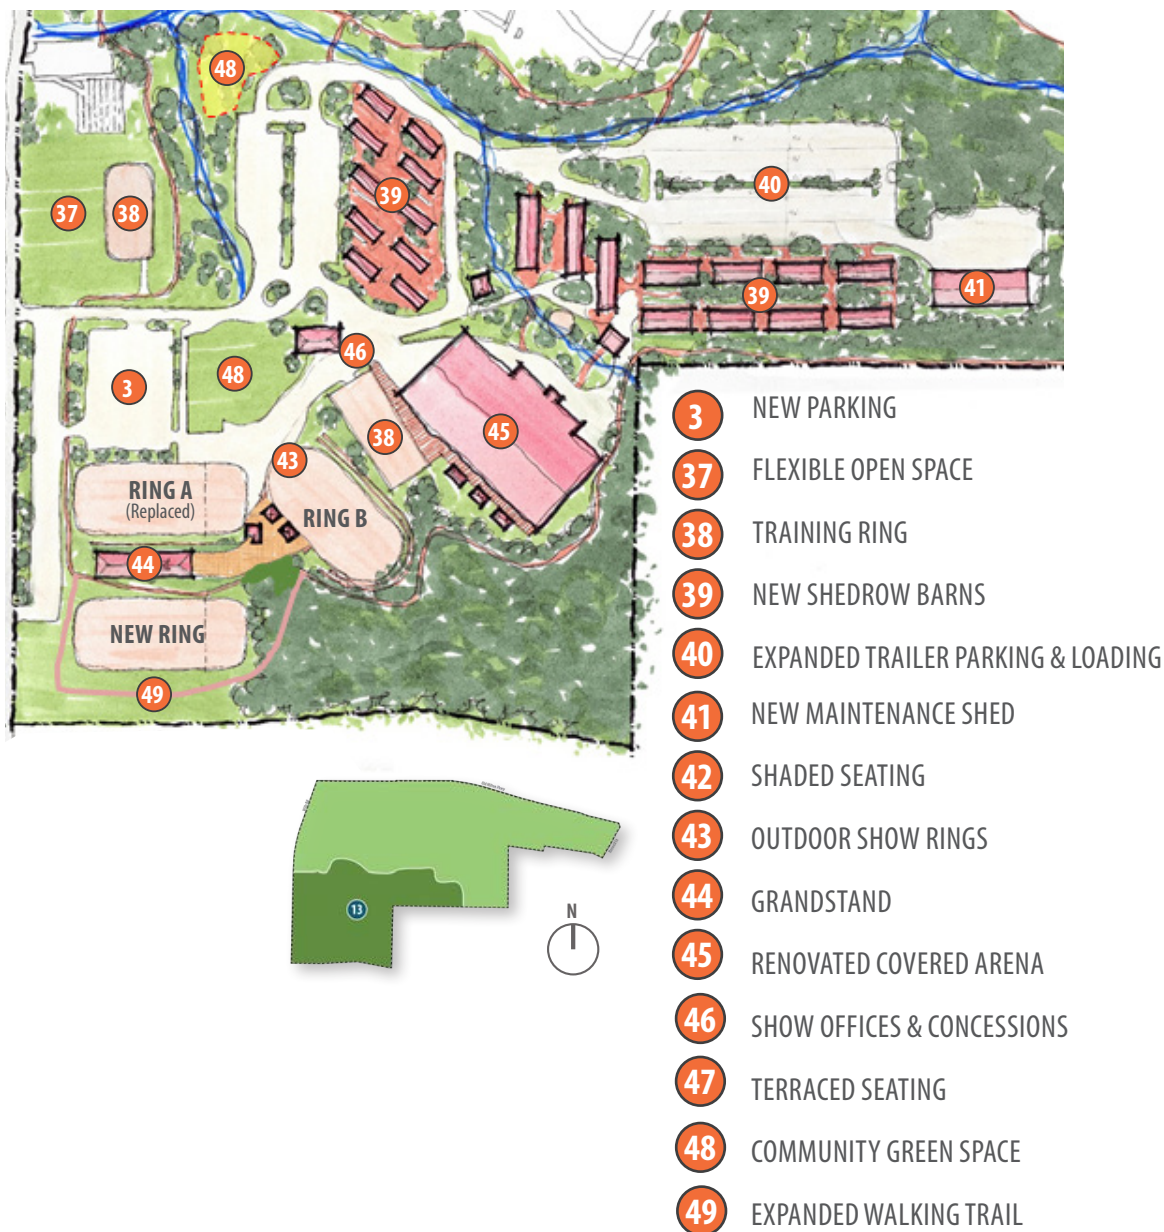 48
37
38
39
40
39
41
3
48
46
38
45
43
RING A
(Replaced)
RING B
44
NEW RING
49
3 NEW PARKING
37 FLEXIBLE OPEN SPACE
38 TRAINING RING
39 NEW SHEDROW BARNS
40 EXPANDED TRAILER PARKING & LOADING
41 NEW MAINTENANCE SHED
42 SHADED SEATING
43 OUTDOOR SHOW RINGS
44 GRANDSTAND
45 RENOVATED COVERED ARENA
46 SHOW OFFICES & CONCESSIONS
47 TERRACED SEATING
48 COMMUNITY GREEN SPACE
49 EXPANDED WALKING TRAIL
13
N